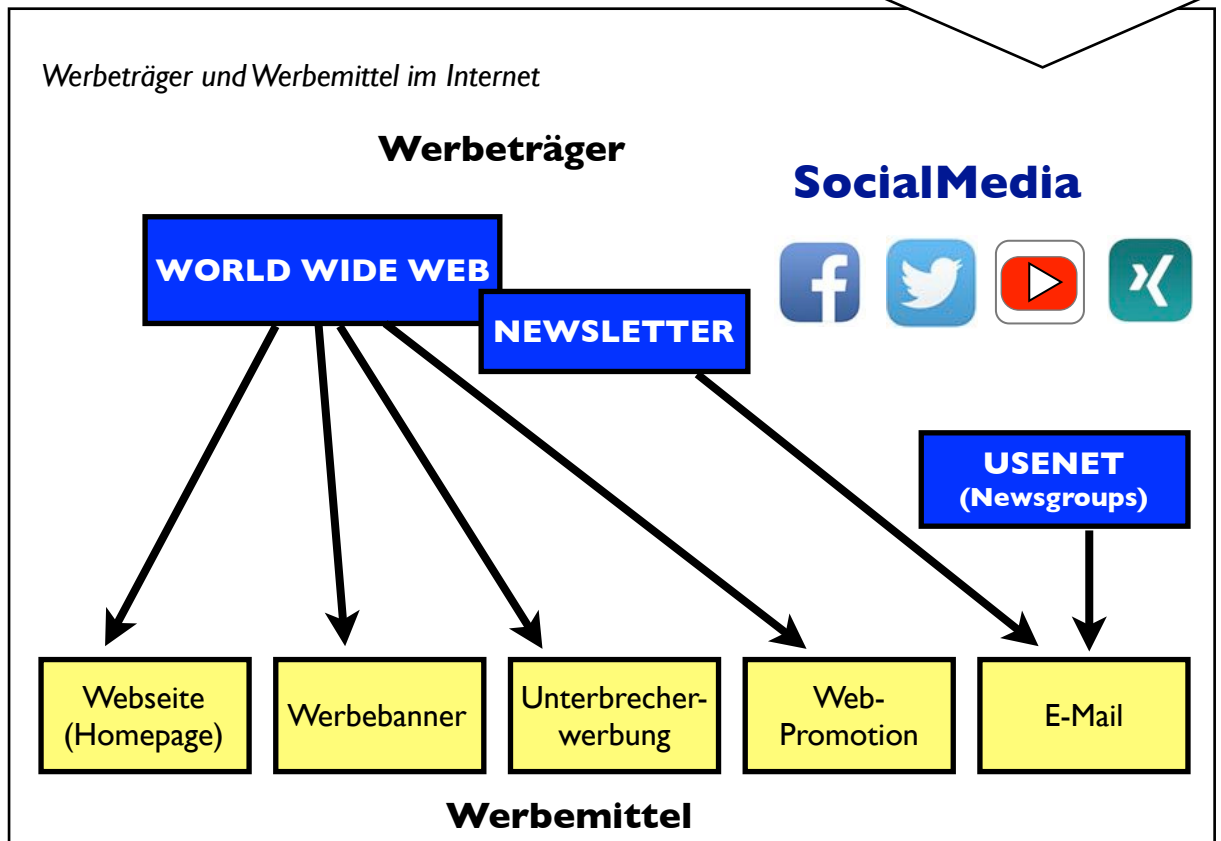 Werbeträger und Werbemittel im Internet
Werbeträger
SocialMedia
WORLD WIDE WEB
NEWSLETTER
USENET
(Newsgroups)
Webseite
(Homepage)
Werbebanner
Unterbrecher-
werbung
Web-
Promotion
E-Mail
Werbemittel